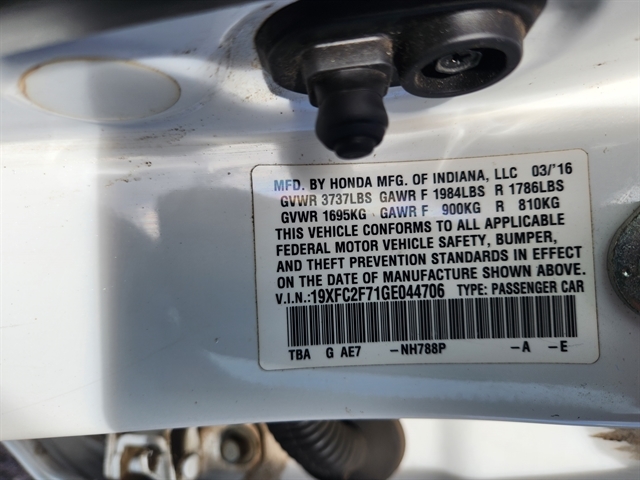 MFD. BY HONDA MFG. OF INDIANA, LLC 03/'16
GVWR 3737LBS GAWR F 1984LBS R 1786LBS
GVWR 1695KG GAWR F 900KG R 810KG
THIS VEHICLE CONFORMS TO ALL APPLICABLE
FEDERAL MOTOR VEHICLE SAFETY, BUMPER,
AND THEFT PREVENTION STANDARDS IN EFFECT
ON THE DATE OF MANUFACTURE SHOWN ABOVE.
V.I.N.:19XFC2F71GE044706 TYPE: PASSENGER CAR
TBA G AE7 -NH788P -A -E